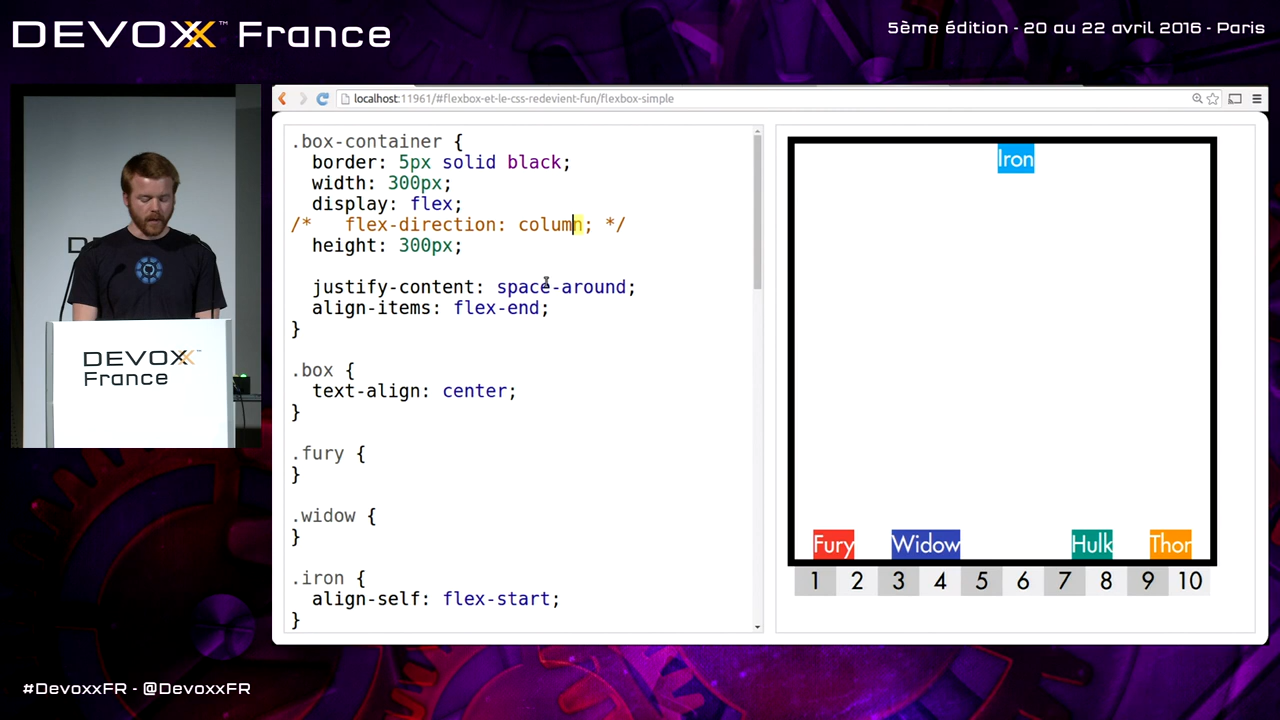 DEVOXX™ France
5ème édition - 20 au 22 avril 2016 - Paris
localhost:11961/#flexbox-et-le-css-redevient-fun/flexbox-simple
.box-container {
border: 5px solid black;
width: 300px;
display: flex;
/* flex-direction: column; */
height: 300px;
justify-content: space-around;
align-items: flex-end;
}
.box {
text-align: center;
}
.fury {
}
.widow {
}
.iron {
align-self: flex-start;
}
Iron
Fury Widow Hulk Thor
1 2 3 4 5 6 7 8 9 10
D
DEVOXX™
France
#DevoxxFR - @DevoxxFR